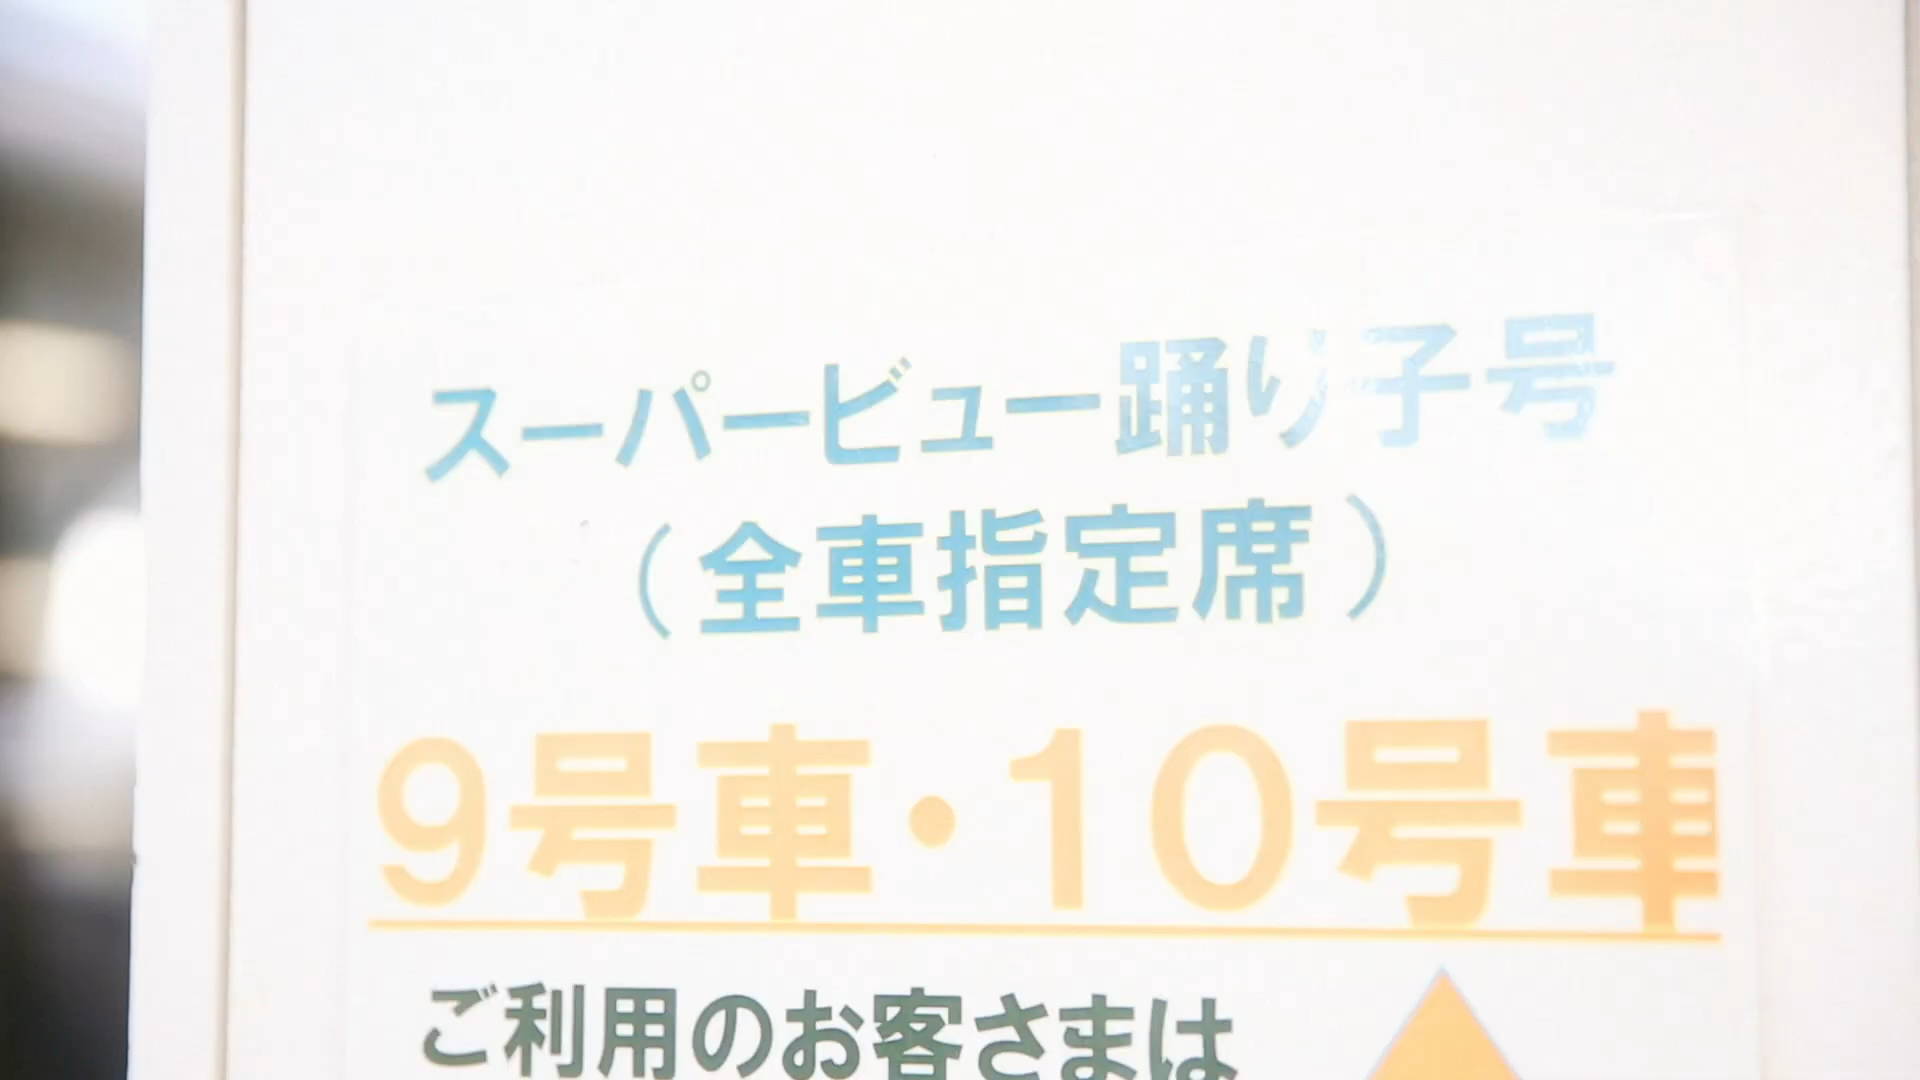 スーパービュー踊り子号
（全車指定席）
9号車・10号車
ご利用のお客さまは